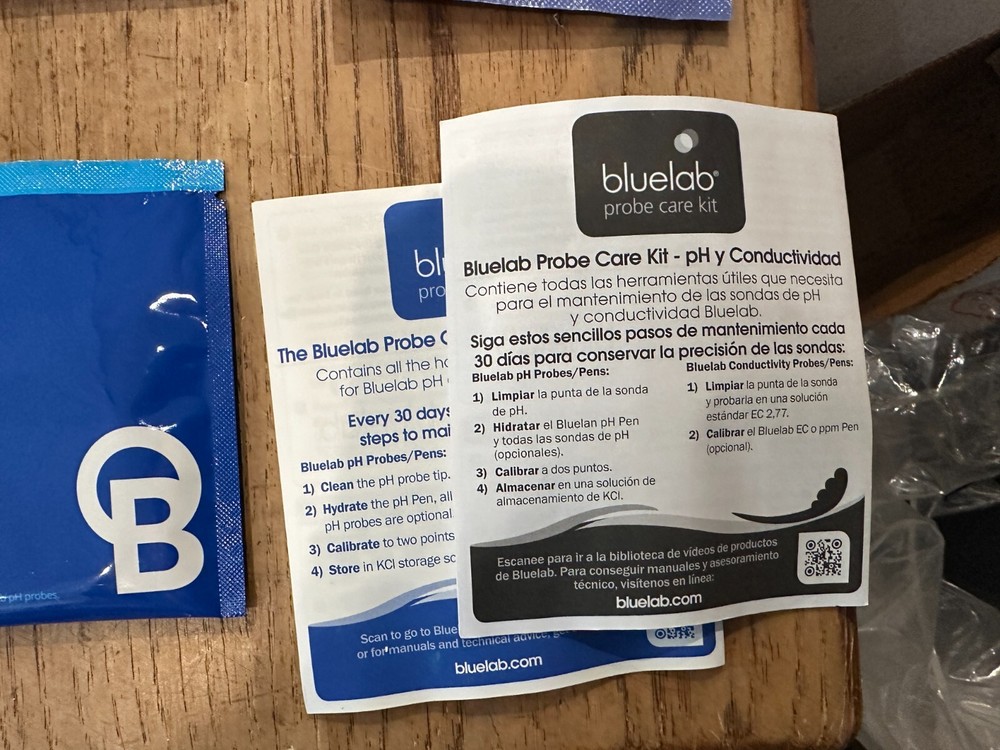 bluelab®
probe care kit
Bluelab Probe Care Kit - pH y Conductividad
Contiene todas las herramientas útiles que necesita
para el mantenimiento de las sondas de pH
y conductividad Bluelab.
Siga estos sencillos pasos de mantenimiento cada
30 días para conservar la precisión de las sondas:
Bluelab pH Probes/Pens:
1) Limpiar la punta de la sonda
de pH.
2) Hidratar el Bluelan pH Pen
y todas las sondas de pH
(opcionales).
3) Calibrar a dos puntos.
4) Almacenar en una solución de
almacenamiento de KCl.
Bluelab Conductivity Probes/Pens:
1) Limpiar la punta de la sonda
y probarla en una solución
estándar EC 2,77.
2) Calibrar el Bluelab EC o ppm Pen
(opcional).
Escanee para ir a la biblioteca de vídeos de productos
de Bluelab. Para conseguir manuales y asesoramiento
técnico, visítenos en línea:
bluelab.com
The Bluelab Probe
Contains all the
for Bluelab pH
Every 30 days
steps to
Bluelab pH Probes/Pens:
1) Clean the pH probe tip.
2) Hydrate the pH Pen, all
pH probes are optional
3) Calibrate to two points
4) Store in KCl storage
Scan to go to
or for manuals and technical advice,
bluelab.com
B
pH probes.